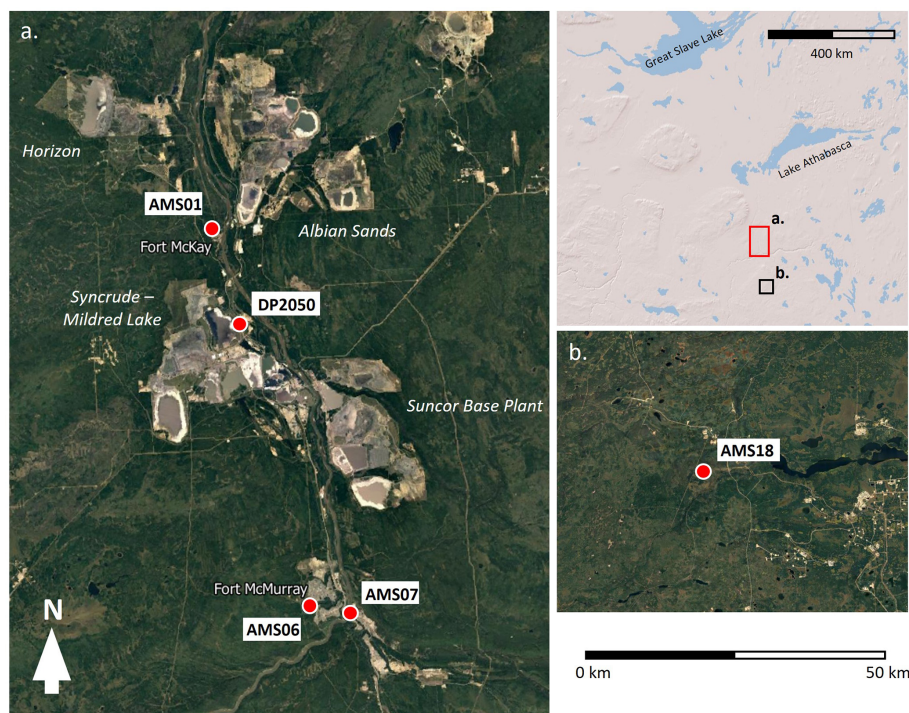 a.
Horizon
AMS01
Fort McKay
Albian Sands
Syncrude –
Mildred Lake
DP2050
Suncor Base Plant
Fort McMurray
AMS07
AMS06
N
Great Slave Lake
400 km
Lake Athabasca
a.
b.
b.
AMS18
0 km
50 km